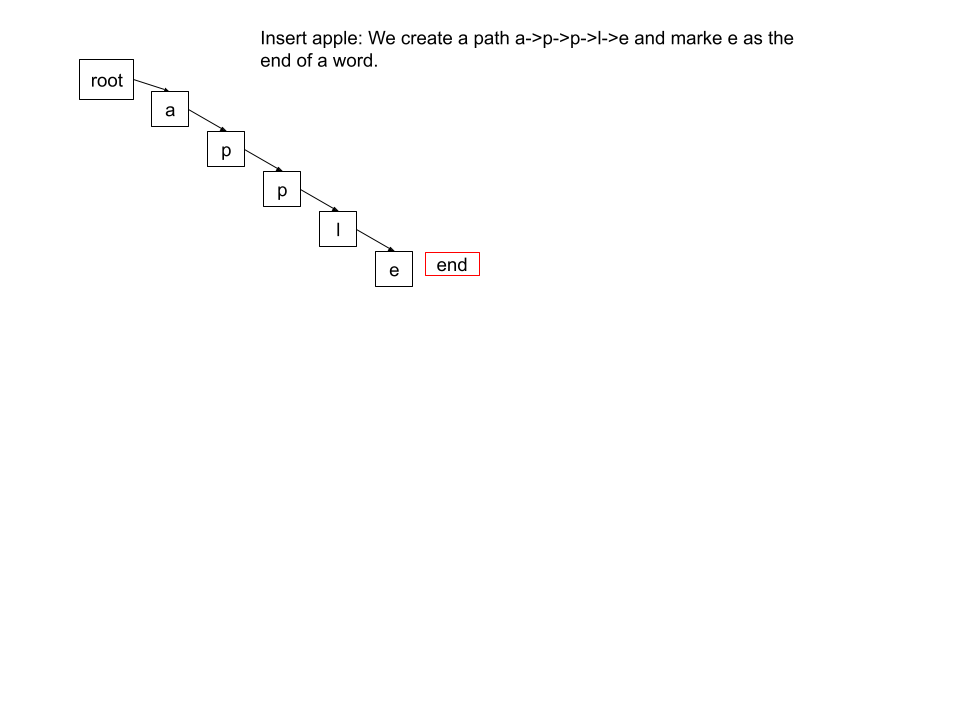 Insert apple: We create a path a->p->p->l->e and marke e as the
end of a word.
root
a
p
p
l
e
end